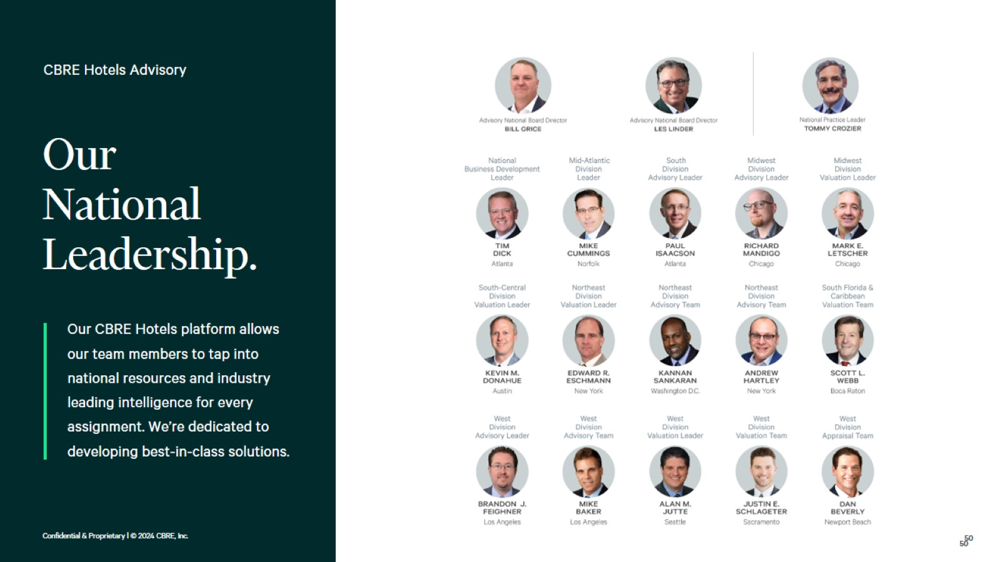 CBRE Hotels Advisory
Our
National
Leadership.
Our CBRE Hotels platform allows
our team members to tap into
national resources and industry
leading intelligence for every
assignment. We’re dedicated to
developing best-in-class solutions.
Confidential & Proprietary | © 2024 CBRE, Inc.
Advisory National Board Director
BILL GRICE
Advisory National Board Director
LES LINDER
National Practice Leader
TOMMY CROZIER
National
Business Development
Leader
TIM
DICK
Atlanta
Mid-Atlantic
Division
Leader
MIKE
CUMMINGS
Norfolk
South
Division
Advisory Leader
PAUL
ISAACSON
Atlanta
Midwest
Division
Advisory Leader
RICHARD
MANDIGO
Chicago
Midwest
Division
Valuation Leader
MARK E.
LETSCHER
Chicago
South-Central
Division
Valuation Leader
KEVIN M.
DONAHUE
Austin
Northeast
Division
Valuation Leader
EDWARD R.
ESCHMANN
New York
Northeast
Division
Advisory Team
KANNAN
SANKARAN
Washington D.C.
Northeast
Division
Advisory Team
ANDREW
HARTLEY
New York
South Florida &
Caribbean
Valuation Team
SCOTT L.
WEBB
Boca Raton
West
Division
Advisory Leader
BRANDON J.
FEIGHNER
Los Angeles
West
Division
Advisory Team
MIKE
BAKER
Los Angeles
West
Division
Valuation Leader
ALAN M.
JUTTE
Seattle
West
Division
Valuation Team
JUSTIN E.
SCHLAGETER
Sacramento
West
Division
Appraisal Team
DAN
BEVERLY
Newport Beach
50
50